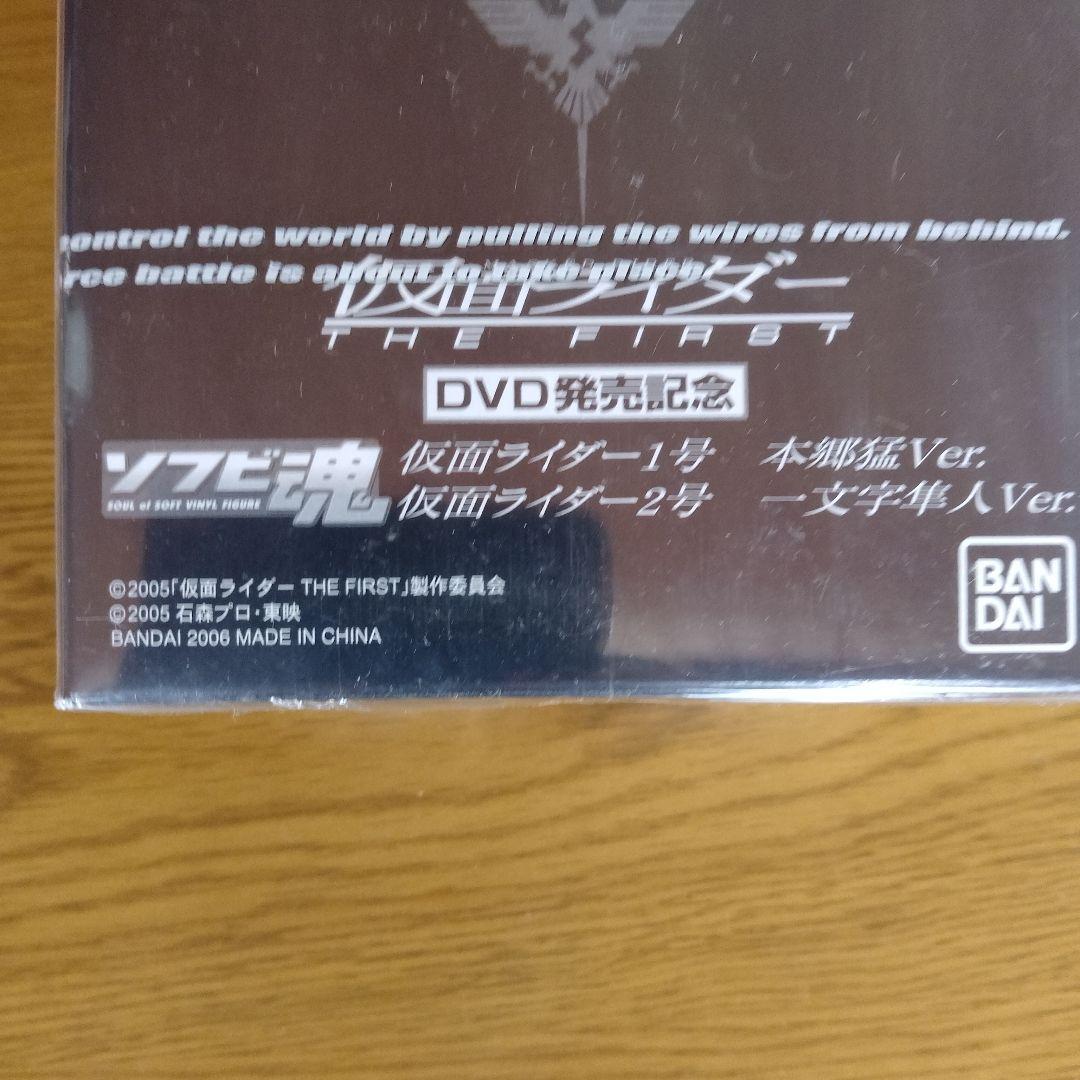 control the world by pulling the wires from behind.
rce battle is about to take place
仮面ライダー
THE FIRST
DVD発売記念
ソフビ魂
SOUL of SOFT VINYL FIGURE
仮面ライダー1号 本郷猛Ver.
仮面ライダー2号 一文字隼人Ver.
©2005「仮面ライダー THE FIRST」製作委員会
©2005 石森プロ・東映
BANDAI 2006 MADE IN CHINA
BAN
DAI